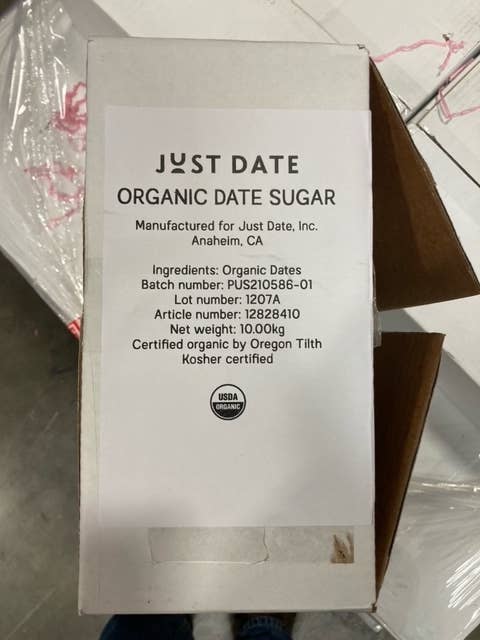 JUST DATE
ORGANIC DATE SUGAR
Manufactured for Just Date, Inc.
Anaheim, CA
Ingredients: Organic Dates
Batch number: PUS210586-01
Lot number: 1207A
Article number: 12828410
Net weight: 10.00kg
Certified organic by Oregon Tilth
Kosher certified
USDA
ORGANIC